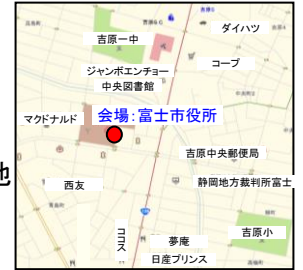 ダイハツ
吉原一中
コープ
ジャンボエンチョー
中央図書館
マクドナルド
会場:富士市役所
吉原中央郵便局
地
西友
静岡地方裁判所富士
ココス
吉原小
夢庵
日産プリンス